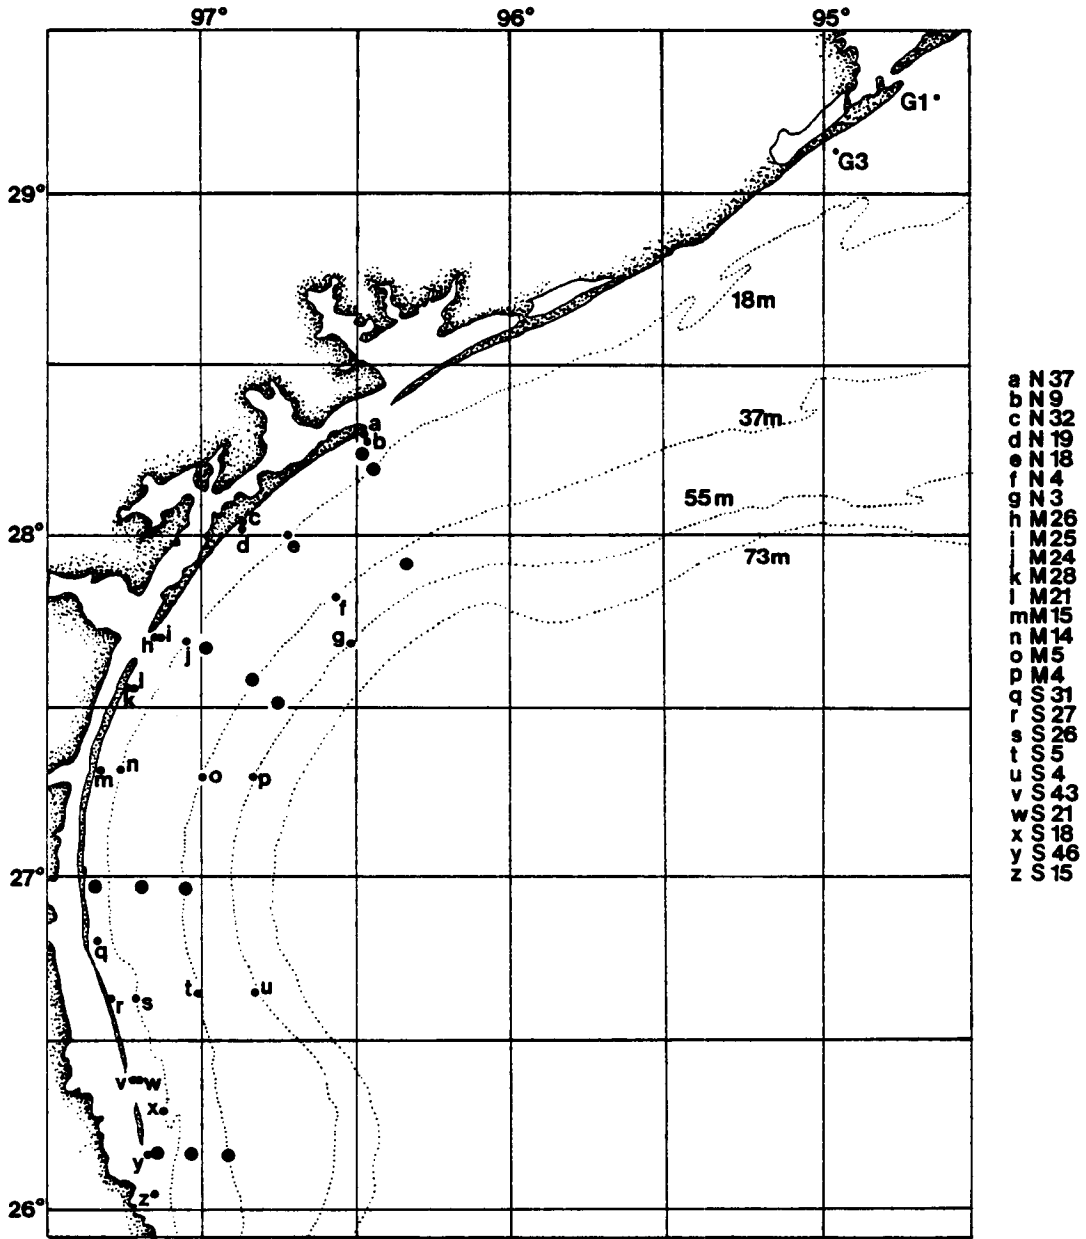 97° 96° 95°
G1
G3
29°
18m
37m
55m
73m
a
b
c
d
e
28°
f
g
h i
j
l
k
m n
o p
27°
q
r s
t u
v w
x
y
z
26°
a N 37
b N 9
c N 32
d N 19
e N 18
f N 4
g N 3
h M 26
i M 25
j M 24
k M 28
l M 21
m M 15
n M 14
o M 5
p M 4
q S 31
r S 27
s S 26
t S 5
u S 4
v S 43
w S 21
x S 18
y S 46
z S 15